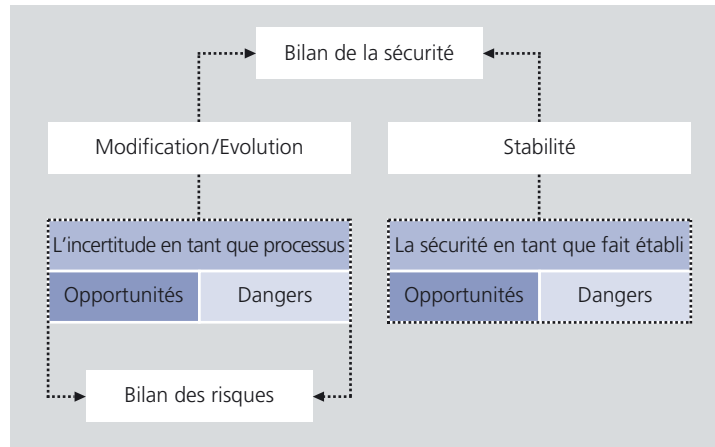 Bilan de la sécurité
Modification/Evolution
Stabilité
L'incertitude en tant que processus
La sécurité en tant que fait établi
Opportunités
Dangers
Opportunités
Dangers
Bilan des risques